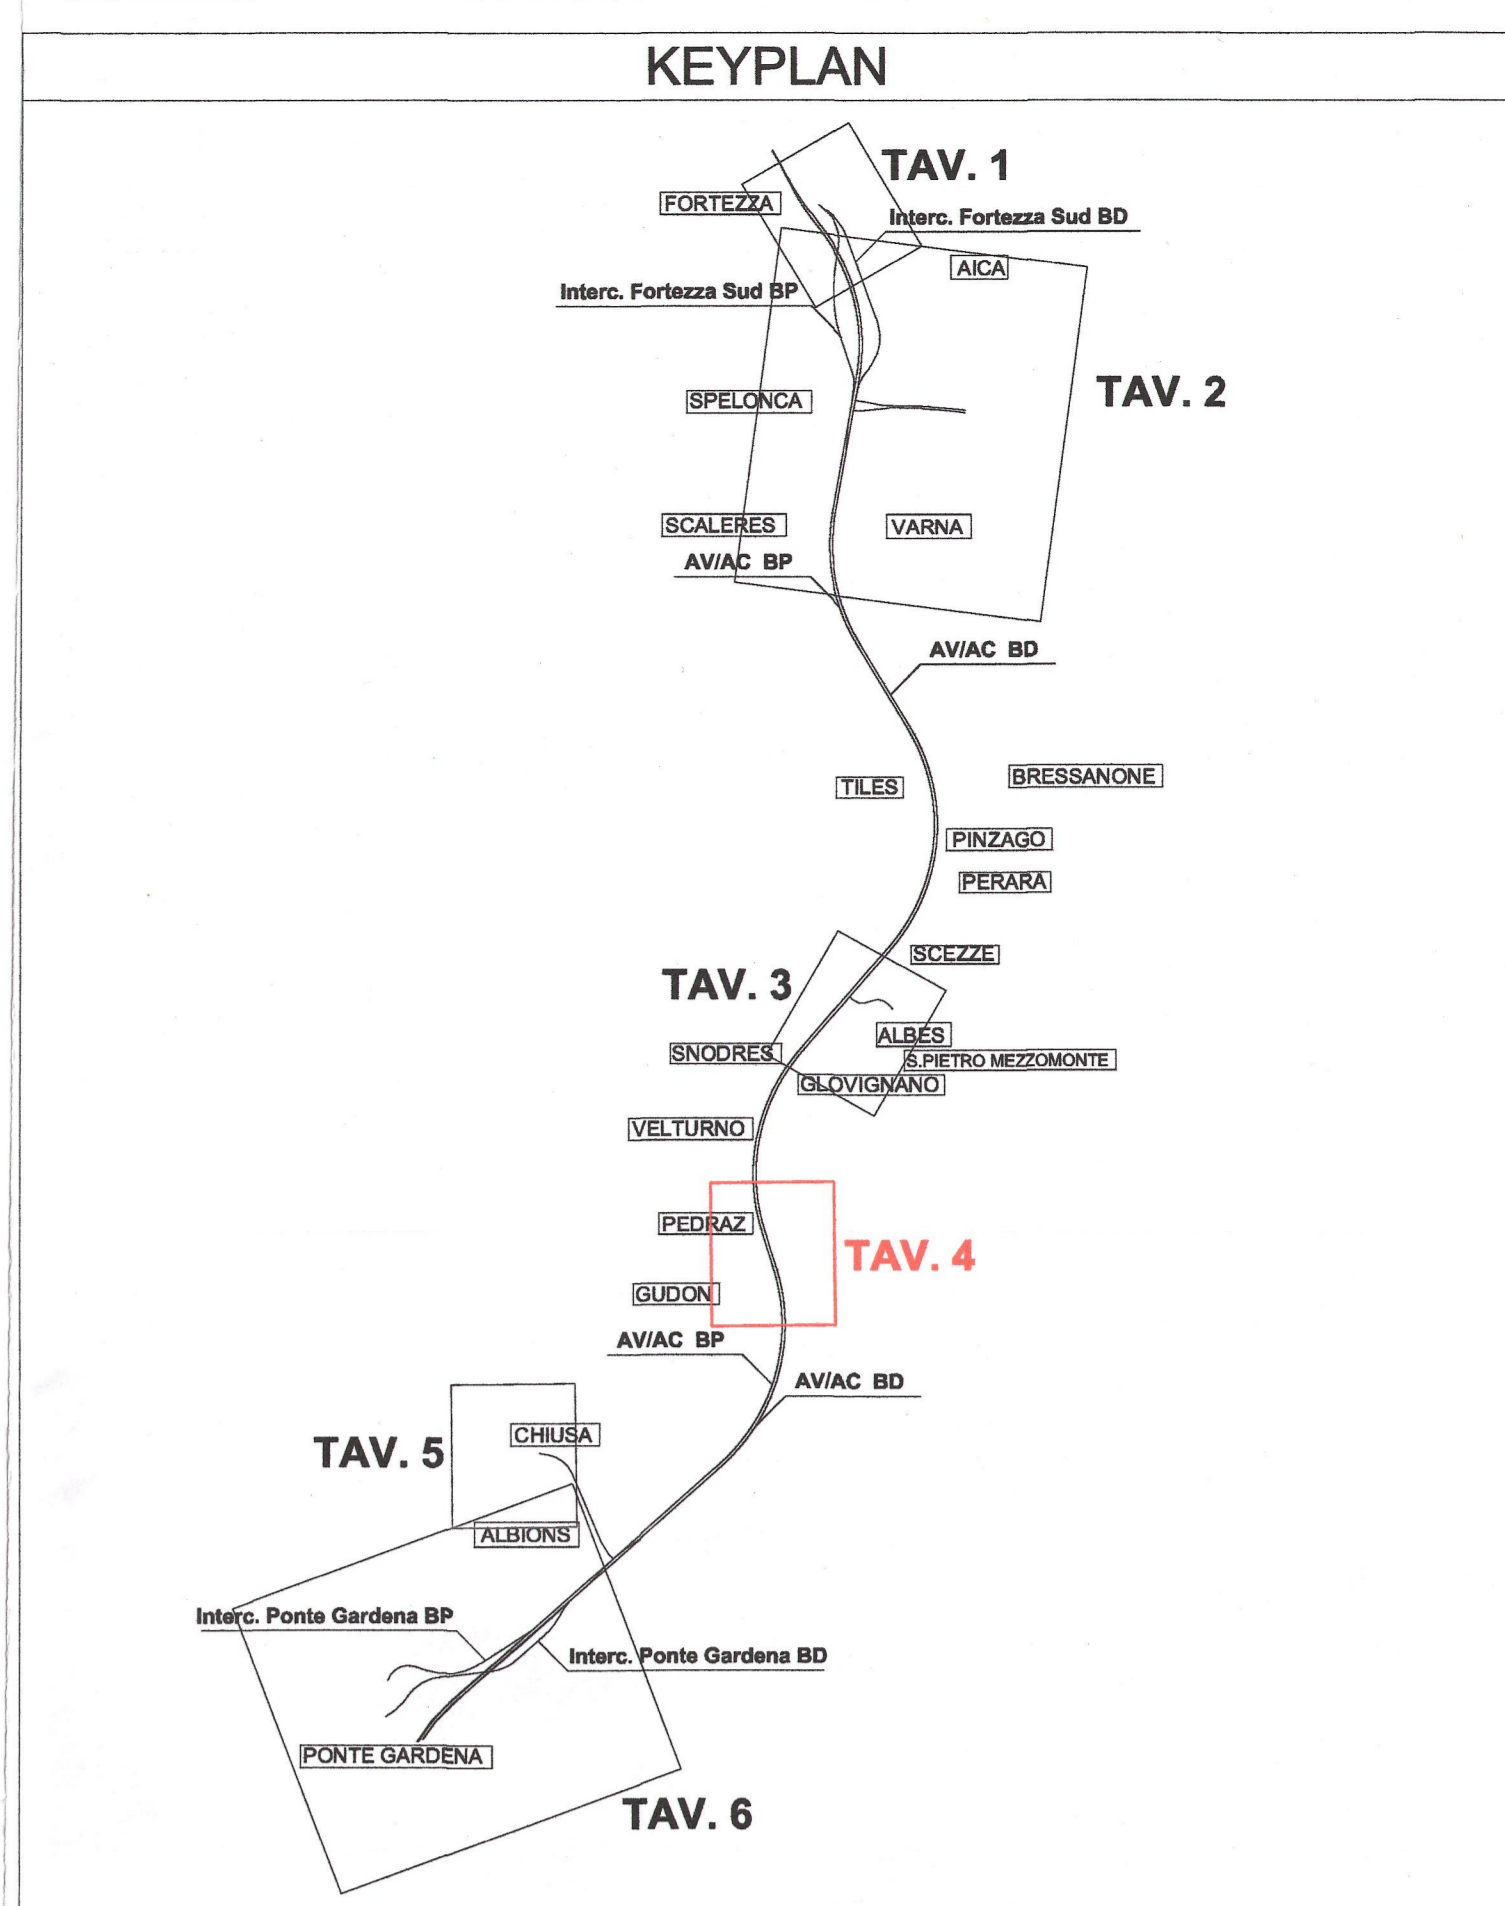 KEYPLAN
TAV. 1
FORTEZZA
Interc. Fortezza Sud BD
AICA
Interc. Fortezza Sud BP
TAV. 2
SPELONCA
SCALERES
VARNA
AV/AC BP
AV/AC BD
BRESSANONE
TILES
PINZAGO
PERARA
SCEZZE
TAV. 3
ALBES
SNODRES
S.PIETRO MEZZOMONTE
GLOVIGNANO
VELTURNO
PEDRAZ
TAV. 4
GUDON
AV/AC BP
AV/AC BD
CHIUSA
TAV. 5
ALBIONS
Interc. Ponte Gardena BP
Interc. Ponte Gardena BD
PONTE GARDENA
TAV. 6